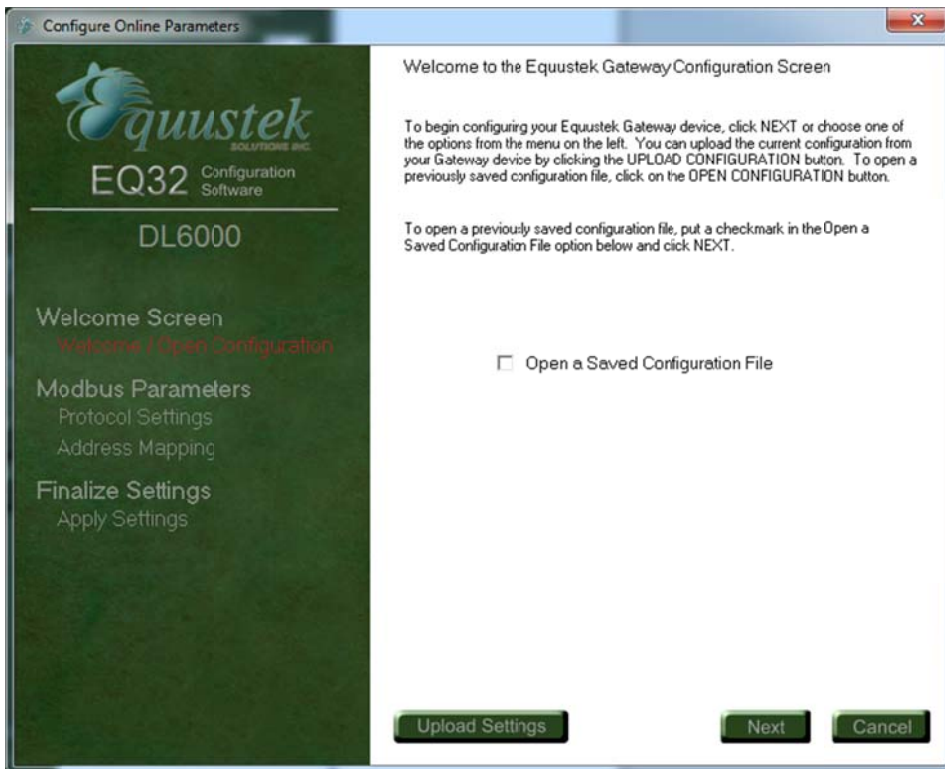 Configure Online Parameters
Equustek
SOLUTIONS INC.
EQ32 Configuration Software
DL6000
Welcome Screen
Welcome / Open Configuration
Modbus Parameters
Protocol Settings
Address Mapping
Finalize Settings
Apply Settings
Welcome to the Equustek Gateway Configuration Screen
To begin configuring your Equustek Gateway device, click NEXT or choose one of
the options from the menu on the left. You can upload the current configuration from
your Gateway device by clicking the UPLOAD CONFIGURATION button. To open a
previously saved configuration file, click on the OPEN CONFIGURATION button.
To open a previously saved configuration file, put a checkmark in the Open a
Saved Configuration File option below and click NEXT.
Open a Saved Configuration File
Upload Settings
Next
Cancel